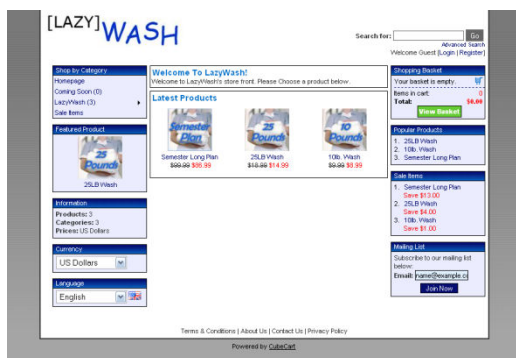 [LAZY]WASH
Search for:
Go
Advanced Search
Welcome Guest [Login | Register]
Shop by Category
Homepage
Coming Soon (0)
LazyWash (3)
Sale Items
Featured Product
25
Pounds
25LB Wash
Information
Products: 3
Categories: 3
Prices: US Dollars
Currency
US Dollars
Language
English
Welcome To LazyWash!
Welcome to LazyWash's store front. Please Choose a product below.
Latest Products
Semester
Plan
25
Pounds
10
Pounds
Semester Long Plan
25LB Wash
10lb. Wash
$99.99 $86.99
$18.99 $14.99
$9.99 $8.99
Shopping Basket
Your basket is empty.
Items in cart: 0
Total: $0.00
View Basket
Popular Products
1. 25LB Wash
2. 10lb. Wash
3. Semester Long Plan
Sale Items
1. Semester Long Plan
Save $13.00
2. 25LB Wash
Save $4.00
3. 10lb. Wash
Save $1.00
Mailing List
Subscribe to our mailing list
below:
Email: name@example.co
Join Now
Terms & Conditions | About Us | Contact Us | Privacy Policy
Powered by CubeCart